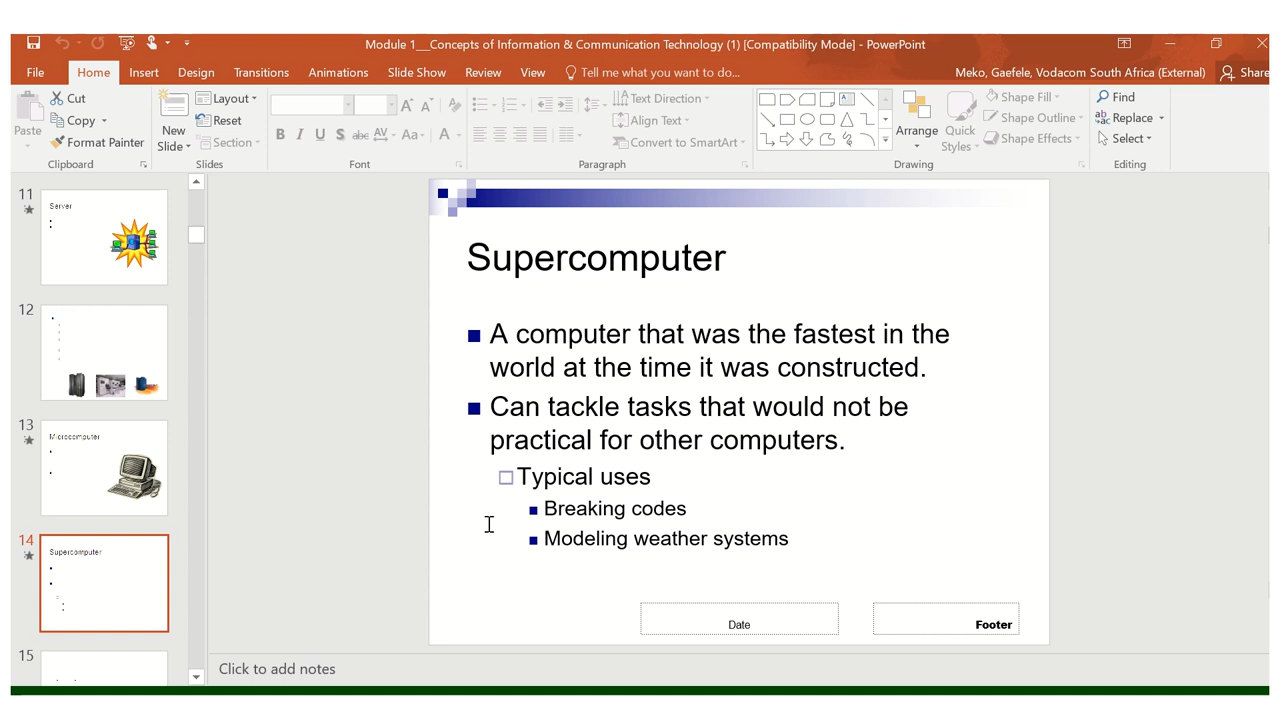 Module 1__Concepts of Information & Communication Technology (1) [Compatibility Mode] - PowerPoint
File Home Insert Design Transitions Animations Slide Show Review View Tell me what you want to do... Meko, Gaefele, Vodacom South Africa (External) Share
Paste
Cut
Copy
Format Painter
Clipboard
New Slide
Layout
Reset
Section
Slides
B I U S abc AV Aa A
Font
Text Direction
Align Text
Convert to SmartArt
Paragraph
Arrange
Quick Styles
Shape Fill
Shape Outline
Shape Effects
Drawing
Find
Replace
Select
Editing
11
Server
12
13
Microcomputer
14
Supercomputer
15
Supercomputer
A computer that was the fastest in the
world at the time it was constructed.
Can tackle tasks that would not be
practical for other computers.
Typical uses
Breaking codes
Modeling weather systems
Date
Footer
Click to add notes